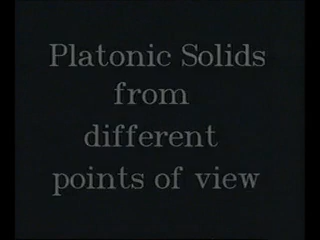 Platonic Solids
from
different
points of view